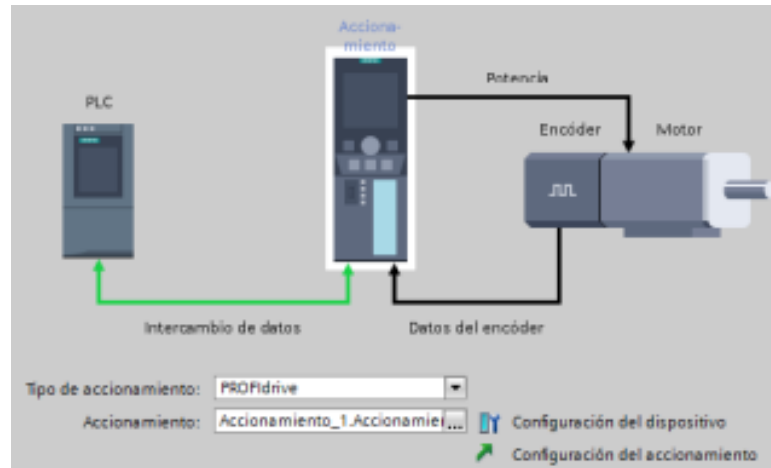 Acciona-
miento
Potencia
PLC
Encóder
Motor
Intercambio de datos
Datos del encóder
Tipo de accionamiento: PROFIdrive
Accionamiento: Accionamiento_1.Accionamier... Configuración del dispositivo
Configuración del accionamiento